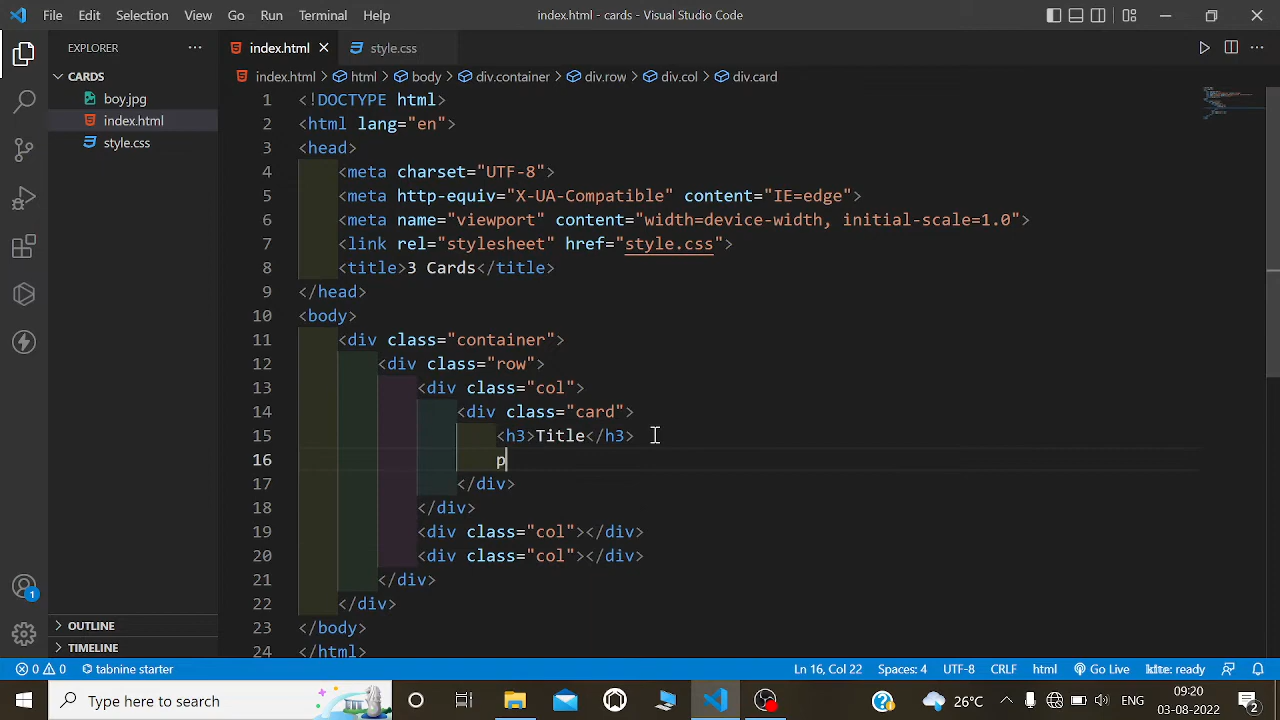 File Edit Selection View Go Run Terminal Help index.html - cards - Visual Studio Code
EXPLORER ...
index.html style.css
CARDS
boy.jpg
index.html
style.css
OUTLINE
TIMELINE
index.html > html > body > div.container > div.row > div.col > div.card
1 <!DOCTYPE html>
2 <html lang="en">
3 <head>
4 <meta charset="UTF-8">
5 <meta http-equiv="X-UA-Compatible" content="IE=edge">
6 <meta name="viewport" content="width=device-width, initial-scale=1.0">
7 <link rel="stylesheet" href="style.css">
8 <title>3 Cards</title>
9 </head>
10 <body>
11 <div class="container">
12 <div class="row">
13 <div class="col">
14 <div class="card">
15 <h3>Title</h3>
16 p
17 </div>
18 </div>
19 <div class="col"></div>
20 <div class="col"></div>
21 </div>
22 </div>
23 </body>
24 </html>
1
0 0 tabnine starter Ln 16, Col 22 Spaces: 4 UTF-8 CRLF html Go Live kite: ready
Type here to search 26°C ENG 09:20
03-08-2022 2